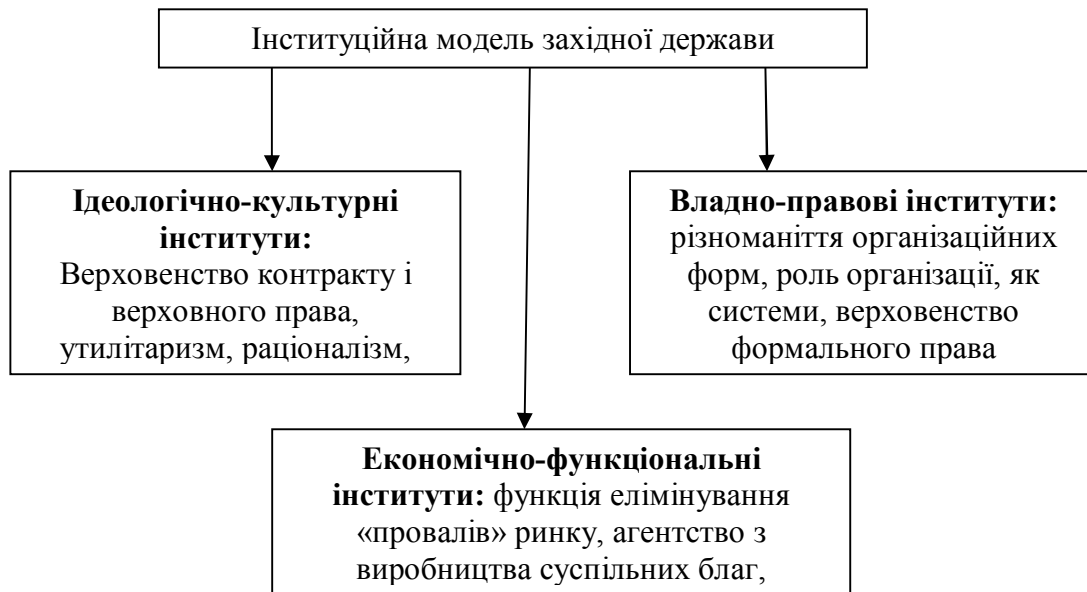 Інституційна модель західної держави
Ідеологічно-культурні
інститути:
Верховенство контракту і
верховного права,
утилітаризм, раціоналізм,
Владно-правові інститути:
різноманіття організаційних
форм, роль організації, як
системи, верховенство
формального права
Економічно-функціональні
інститути: функція елімінування
«провалів» ринку, агентство з
виробництва суспільних благ,